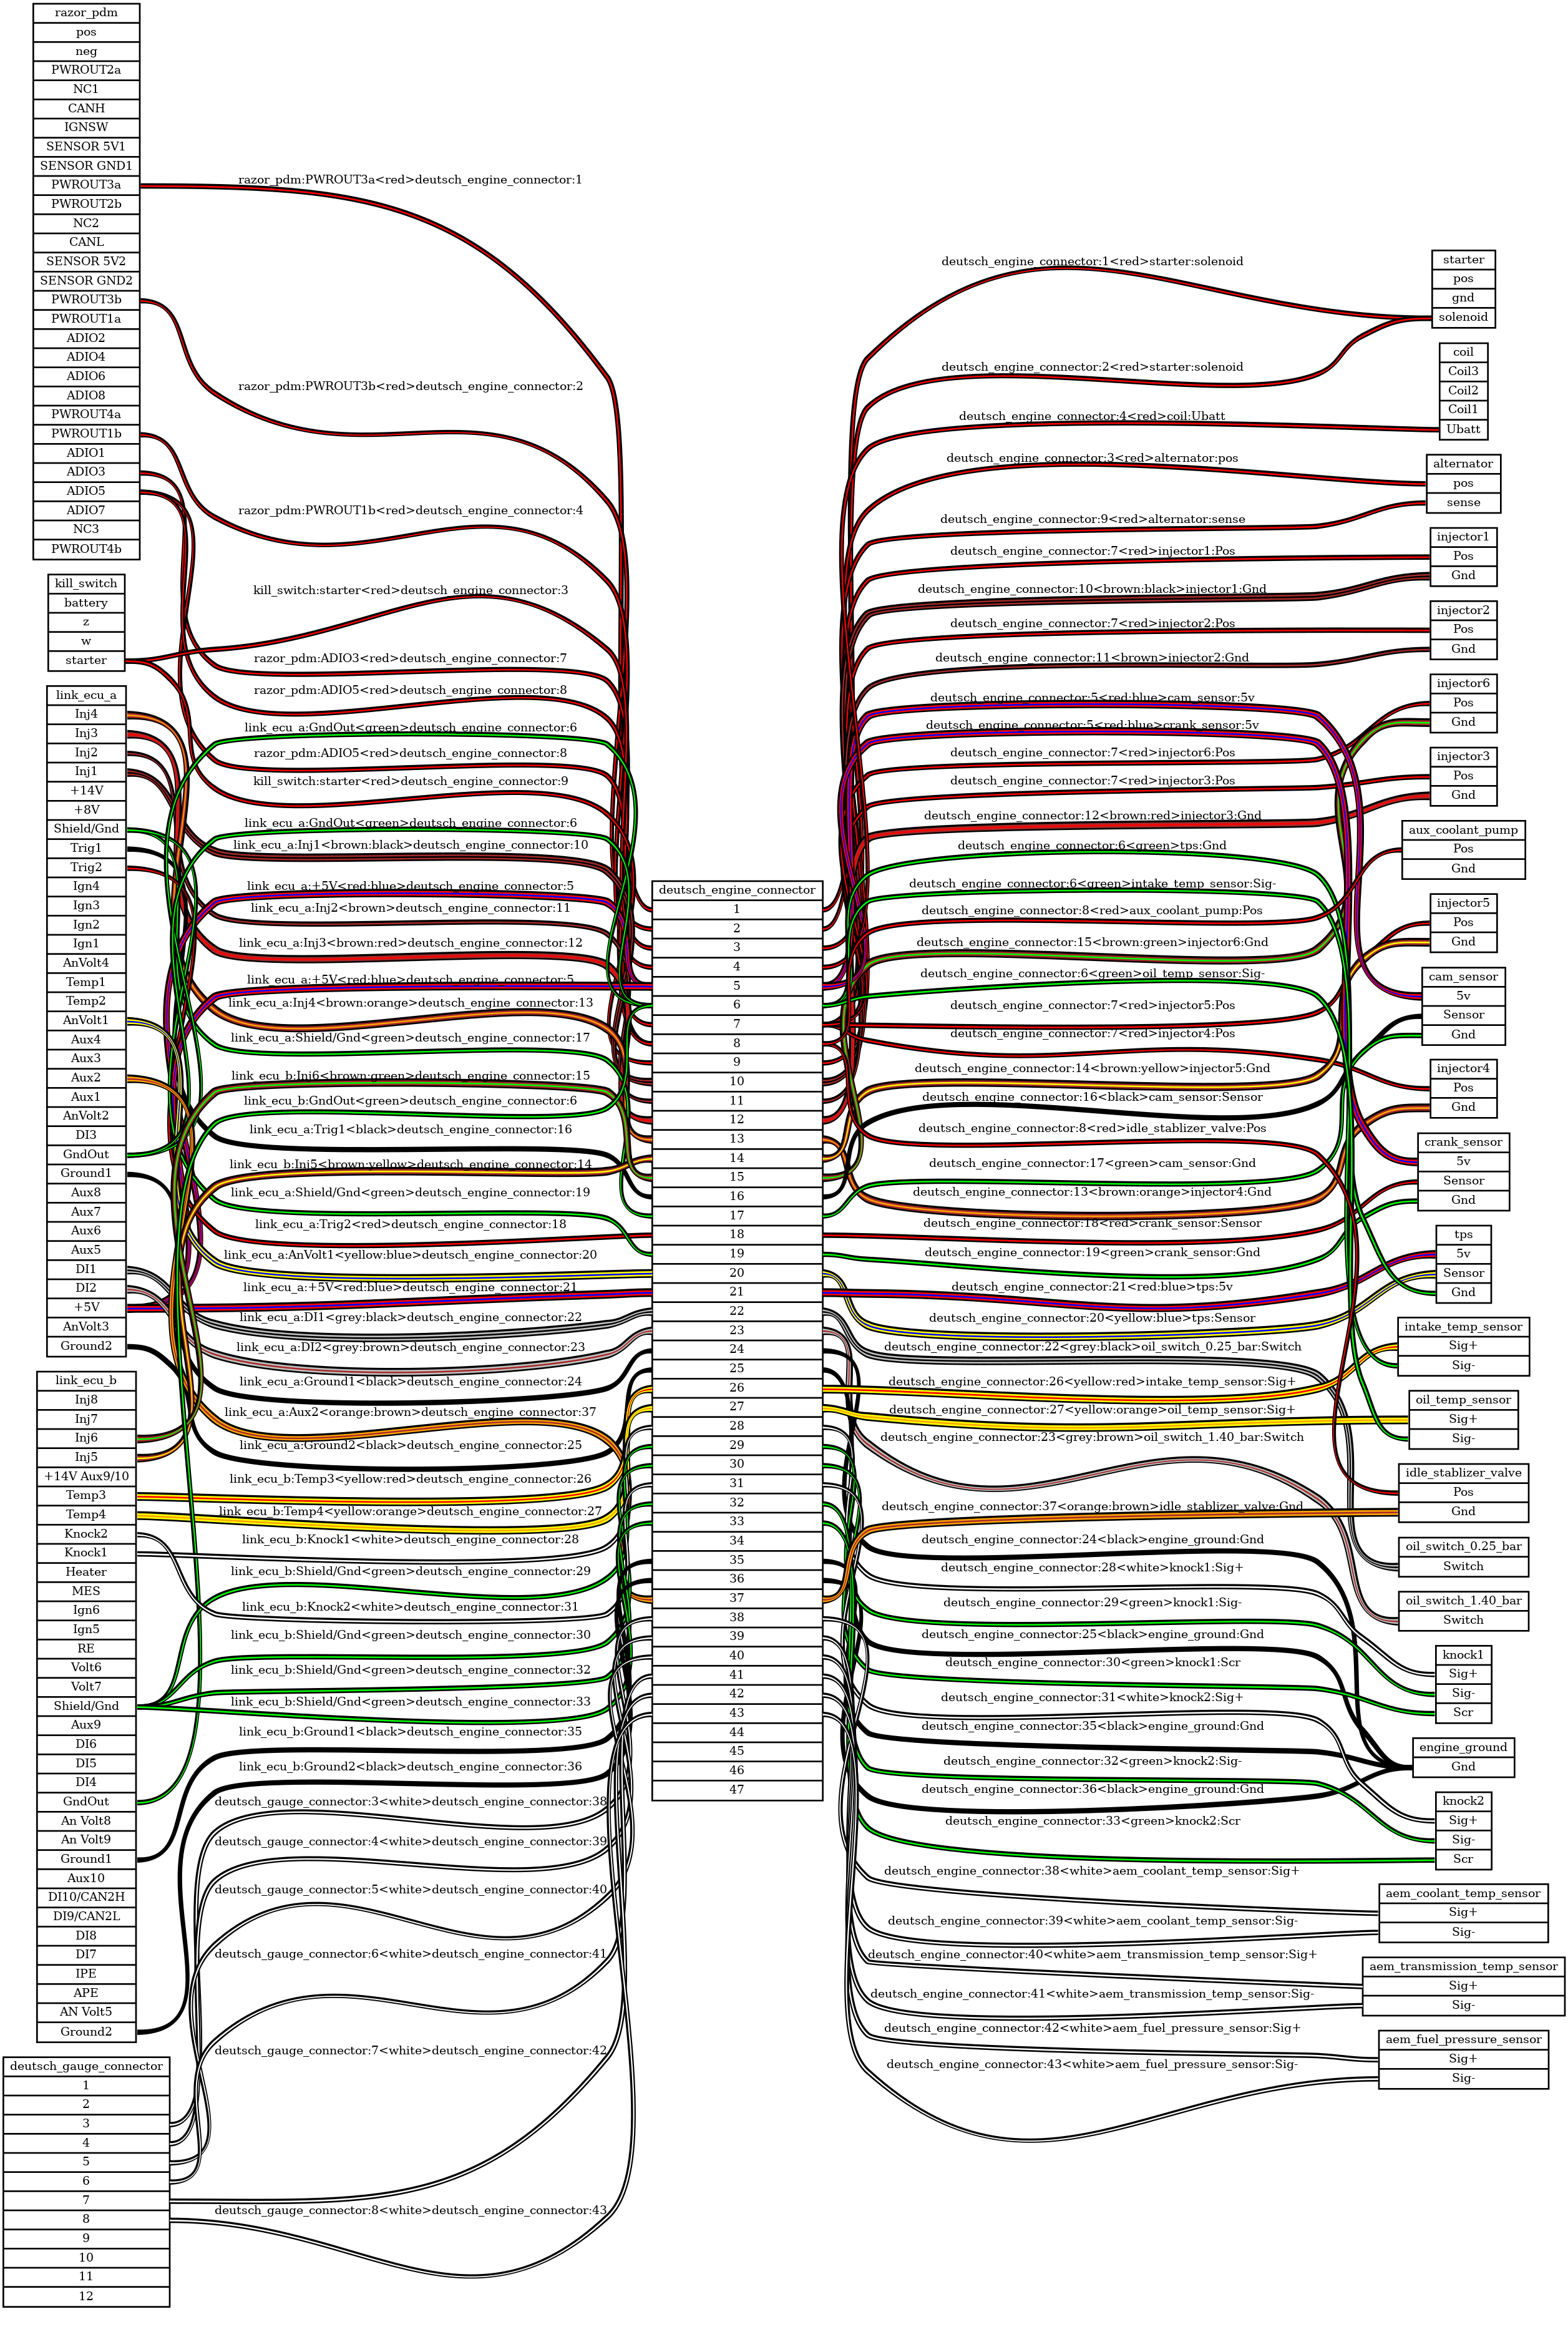 razor_pdm
pos
neg
PWROUT2a
NC1
CANH
IGNSW
SENSOR 5V1
SENSOR GND1
PWROUT3a
PWROUT2b
NC2
CANL
SENSOR 5V2
SENSOR GND2
PWROUT3b
PWROUT1a
ADIO2
ADIO4
ADIO6
ADIO8
PWROUT4a
PWROUT1b
ADIO1
ADIO3
ADIO5
ADIO7
NC3
PWROUT4b
kill_switch
battery
z
w
starter
link_ecu_a
Inj4
Inj3
Inj2
Inj1
+14V
+8V
Shield/Gnd
Trig1
Trig2
Ign4
Ign3
Ign2
Ign1
AnVolt4
Temp1
Temp2
AnVolt1
Aux4
Aux3
Aux2
Aux1
AnVolt2
DI3
GndOut
Ground1
Aux8
Aux7
Aux6
Aux5
DI1
DI2
+5V
AnVolt3
Ground2
link_ecu_b
Inj8
Inj7
Inj6
Inj5
+14V Aux9/10
Temp3
Temp4
Knock2
Knock1
Heater
MES
Ign6
Ign5
RE
Volt6
Volt7
Shield/Gnd
Aux9
DI6
DI5
DI4
GndOut
An Volt8
An Volt9
Ground1
Aux10
DI10/CAN2H
DI9/CAN2L
DI8
DI7
IPE
APE
AN Volt5
Ground2
deutsch_gauge_connector
1
2
3
4
5
6
7
8
9
10
11
12
razor_pdm:PWROUT3a<red>deutsch_engine_connector:1
razor_pdm:PWROUT3b<red>deutsch_engine_connector:2
razor_pdm:PWROUT1b<red>deutsch_engine_connector:4
kill_switch:starter<red>deutsch_engine_connector:3
razor_pdm:ADIO3<red>deutsch_engine_connector:7
razor_pdm:ADIO5<red>deutsch_engine_connector:8
link_ecu_a:GndOut<green>deutsch_engine_connector:6
razor_pdm:ADIO5<red>deutsch_engine_connector:8
kill_switch:starter<red>deutsch_engine_connector:9
link_ecu_a:GndOut<green>deutsch_engine_connector:6
link_ecu_a:Inj1<brown:black>deutsch_engine_connector:10
link_ecu_a:+5V<red:blue>deutsch_engine_connector:5
link_ecu_a:Inj2<brown>deutsch_engine_connector:11
link_ecu_a:Inj3<brown:red>deutsch_engine_connector:12
link_ecu_a:+5V<red:blue>deutsch_engine_connector:5
link_ecu_a:Inj4<brown:orange>deutsch_engine_connector:13
link_ecu_a:Shield/Gnd<green>deutsch_engine_connector:17
link_ecu_b:Inj6<brown:green>deutsch_engine_connector:15
link_ecu_b:GndOut<green>deutsch_engine_connector:6
link_ecu_a:Trig1<black>deutsch_engine_connector:16
link_ecu_b:Inj5<brown:yellow>deutsch_engine_connector:14
link_ecu_a:Shield/Gnd<green>deutsch_engine_connector:19
link_ecu_a:Trig2<red>deutsch_engine_connector:18
link_ecu_a:AnVolt1<yellow:blue>deutsch_engine_connector:20
link_ecu_a:+5V<red:blue>deutsch_engine_connector:21
link_ecu_a:DI1<grey:black>deutsch_engine_connector:22
link_ecu_a:DI2<grey:brown>deutsch_engine_connector:23
link_ecu_a:Ground1<black>deutsch_engine_connector:24
link_ecu_a:Aux2<orange:brown>deutsch_engine_connector:37
link_ecu_a:Ground2<black>deutsch_engine_connector:25
link_ecu_b:Temp3<yellow:red>deutsch_engine_connector:26
link_ecu_b:Temp4<yellow:orange>deutsch_engine_connector:27
link_ecu_b:Knock1<white>deutsch_engine_connector:28
link_ecu_b:Shield/Gnd<green>deutsch_engine_connector:29
link_ecu_b:Knock2<white>deutsch_engine_connector:31
link_ecu_b:Shield/Gnd<green>deutsch_engine_connector:30
link_ecu_b:Shield/Gnd<green>deutsch_engine_connector:32
link_ecu_b:Shield/Gnd<green>deutsch_engine_connector:33
link_ecu_b:Ground1<black>deutsch_engine_connector:35
link_ecu_b:Ground2<black>deutsch_engine_connector:36
deutsch_gauge_connector:3<white>deutsch_engine_connector:38
deutsch_gauge_connector:4<white>deutsch_engine_connector:39
deutsch_gauge_connector:5<white>deutsch_engine_connector:40
deutsch_gauge_connector:6<white>deutsch_engine_connector:41
deutsch_gauge_connector:7<white>deutsch_engine_connector:42
deutsch_gauge_connector:8<white>deutsch_engine_connector:43
deutsch_engine_connector
1
2
3
4
5
6
7
8
9
10
11
12
13
14
15
16
17
18
19
20
21
22
23
24
25
26
27
28
29
30
31
32
33
34
35
36
37
38
39
40
41
42
43
44
45
46
47
deutsch_engine_connector:1<red>starter:solenoid
deutsch_engine_connector:2<red>starter:solenoid
deutsch_engine_connector:4<red>coil:Ubatt
deutsch_engine_connector:3<red>alternator:pos
deutsch_engine_connector:9<red>alternator:sense
deutsch_engine_connector:7<red>injector1:Pos
deutsch_engine_connector:10<brown:black>injector1:Gnd
deutsch_engine_connector:7<red>injector2:Pos
deutsch_engine_connector:11<brown>injector2:Gnd
deutsch_engine_connector:5<red:blue>cam_sensor:5v
deutsch_engine_connector:5<red:blue>crank_sensor:5v
deutsch_engine_connector:7<red>injector6:Pos
deutsch_engine_connector:7<red>injector3:Pos
deutsch_engine_connector:12<brown:red>injector3:Gnd
deutsch_engine_connector:6<green>tps:Gnd
deutsch_engine_connector:6<green>intake_temp_sensor:Sig-
deutsch_engine_connector:8<red>aux_coolant_pump:Pos
deutsch_engine_connector:15<brown:green>injector6:Gnd
deutsch_engine_connector:6<green>oil_temp_sensor:Sig-
deutsch_engine_connector:7<red>injector5:Pos
deutsch_engine_connector:7<red>injector4:Pos
deutsch_engine_connector:14<brown:yellow>injector5:Gnd
deutsch_engine_connector:16<black>cam_sensor:Sensor
deutsch_engine_connector:8<red>idle_stablizer_valve:Pos
deutsch_engine_connector:17<green>cam_sensor:Gnd
deutsch_engine_connector:13<brown:orange>injector4:Gnd
deutsch_engine_connector:18<red>crank_sensor:Sensor
deutsch_engine_connector:19<green>crank_sensor:Gnd
deutsch_engine_connector:21<red:blue>tps:5v
deutsch_engine_connector:20<yellow:blue>tps:Sensor
deutsch_engine_connector:22<grey:black>oil_switch_0.25_bar:Switch
deutsch_engine_connector:26<yellow:red>intake_temp_sensor:Sig+
deutsch_engine_connector:27<yellow:orange>oil_temp_sensor:Sig+
deutsch_engine_connector:23<grey:brown>oil_switch_1.40_bar:Switch
deutsch_engine_connector:37<orange:brown>idle_stablizer_valve:Gnd
deutsch_engine_connector:24<black>engine_ground:Gnd
deutsch_engine_connector:28<white>knock1:Sig+
deutsch_engine_connector:29<green>knock1:Sig-
deutsch_engine_connector:25<black>engine_ground:Gnd
deutsch_engine_connector:30<green>knock1:Scr
deutsch_engine_connector:31<white>knock2:Sig+
deutsch_engine_connector:35<black>engine_ground:Gnd
deutsch_engine_connector:32<green>knock2:Sig-
deutsch_engine_connector:36<black>engine_ground:Gnd
deutsch_engine_connector:33<green>knock2:Scr
deutsch_engine_connector:38<white>aem_coolant_temp_sensor:Sig+
deutsch_engine_connector:39<white>aem_coolant_temp_sensor:Sig-
deutsch_engine_connector:40<white>aem_transmission_temp_sensor:Sig+
deutsch_engine_connector:41<white>aem_transmission_temp_sensor:Sig-
deutsch_engine_connector:42<white>aem_fuel_pressure_sensor:Sig+
deutsch_engine_connector:43<white>aem_fuel_pressure_sensor:Sig-
starter
pos
gnd
solenoid
coil
Coil3
Coil2
Coil1
Ubatt
alternator
pos
sense
injector1
Pos
Gnd
injector2
Pos
Gnd
injector6
Pos
Gnd
injector3
Pos
Gnd
aux_coolant_pump
Pos
Gnd
injector5
Pos
Gnd
cam_sensor
5v
Sensor
Gnd
injector4
Pos
Gnd
crank_sensor
5v
Sensor
Gnd
tps
5v
Sensor
Gnd
intake_temp_sensor
Sig+
Sig-
oil_temp_sensor
Sig+
Sig-
idle_stablizer_valve
Pos
Gnd
oil_switch_0.25_bar
Switch
oil_switch_1.40_bar
Switch
knock1
Sig+
Sig-
Scr
engine_ground
Gnd
knock2
Sig+
Sig-
Scr
aem_coolant_temp_sensor
Sig+
Sig-
aem_transmission_temp_sensor
Sig+
Sig-
aem_fuel_pressure_sensor
Sig+
Sig-